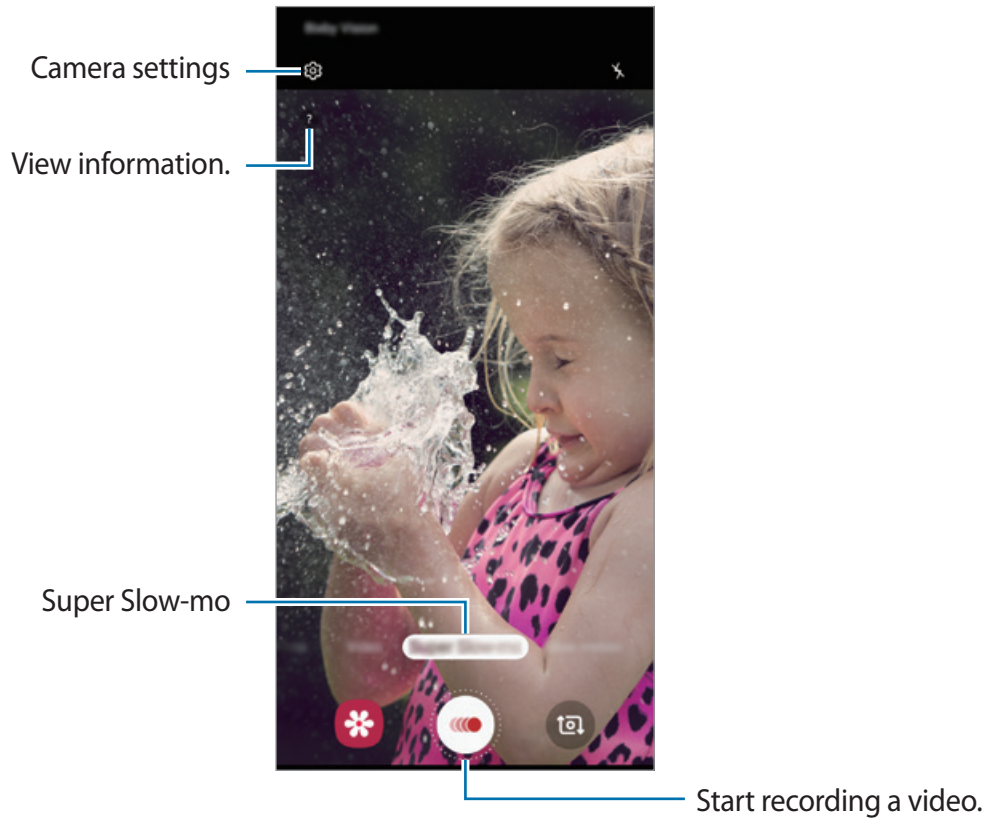 Camera settings
?
View information.
Super Slow-mo
Start recording a video.